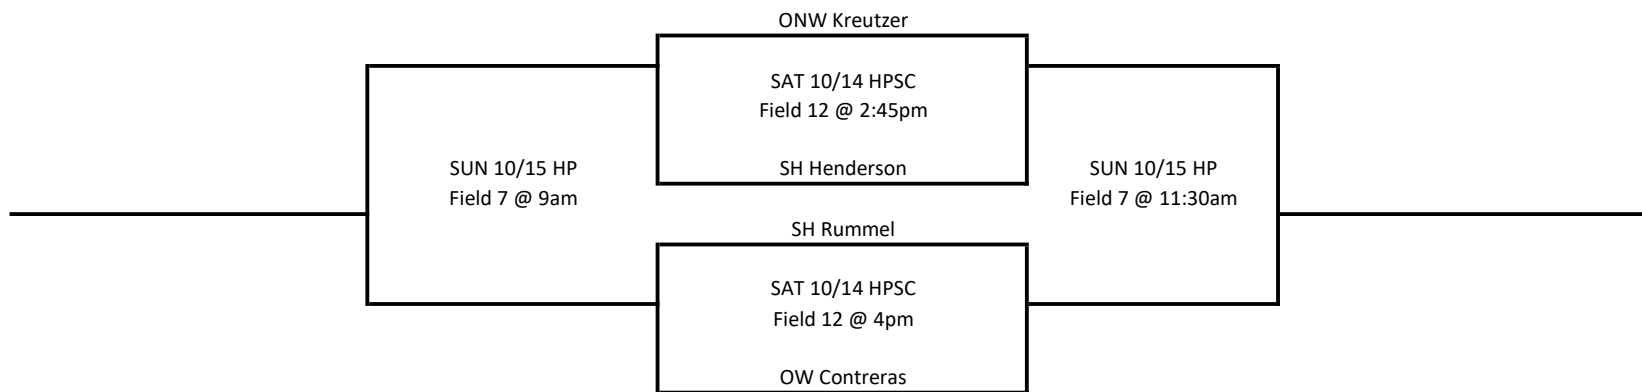 ONW Kreutzer
SAT 10/14 HPSC
Field 12 @ 2:45pm
SUN 10/15 HP
Field 7 @ 9am
SH Henderson
SUN 10/15 HP
Field 7 @ 11:30am
SH Rummel
SAT 10/14 HPSC
Field 12 @ 4pm
OW Contreras